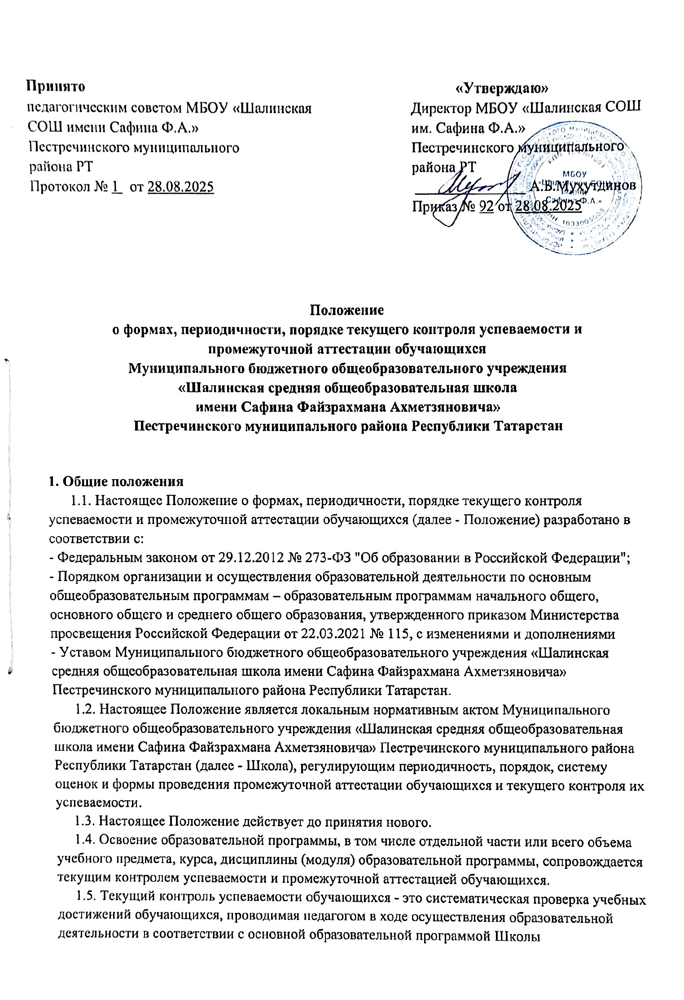 Принято
педагогическим советом МБОУ «Шалинская
СОШ имени Сафина Ф.А.»
Пестречинского муниципального
района РТ
Протокол № 1 от 28.08.2025
«Утверждаю»
Директор МБОУ «Шалинская СОШ
им. Сафина Ф.А.»
Пестречинского муниципального
района РТ
А.В.Мухутдинов
Приказ № 92 от 28.08.2025
МБОУ
Сафина Ф.А.»
Положение
о формах, периодичности, порядке текущего контроля успеваемости и
промежуточной аттестации обучающихся
Муниципального бюджетного общеобразовательного учреждения
«Шалинская средняя общеобразовательная школа
имени Сафина Файзрахмана Ахметзяновича»
Пестречинского муниципального района Республики Татарстан
1. Общие положения
1.1. Настоящее Положение о формах, периодичности, порядке текущего контроля
успеваемости и промежуточной аттестации обучающихся (далее - Положение) разработано в
соответствии с:
- Федеральным законом от 29.12.2012 № 273-ФЗ "Об образовании в Российской Федерации";
- Порядком организации и осуществления образовательной деятельности по основным
общеобразовательным программам – образовательным программам начального общего,
основного общего и среднего общего образования, утвержденного приказом Министерства
просвещения Российской Федерации от 22.03.2021 № 115, с изменениями и дополнениями
- Уставом Муниципального бюджетного общеобразовательного учреждения «Шалинская
средняя общеобразовательная школа имени Сафина Файзрахмана Ахметзяновича»
Пестречинского муниципального района Республики Татарстан.
1.2. Настоящее Положение является локальным нормативным актом Муниципального
бюджетного общеобразовательного учреждения «Шалинская средняя общеобразовательная
школа имени Сафина Файзрахмана Ахметзяновича» Пестречинского муниципального района
Республики Татарстан (далее - Школа), регулирующим периодичность, порядок, систему
оценок и формы проведения промежуточной аттестации обучающихся и текущего контроля их
успеваемости.
1.3. Настоящее Положение действует до принятия нового.
1.4. Освоение образовательной программы, в том числе отдельной части или всего объема
учебного предмета, курса, дисциплины (модуля) образовательной программы, сопровождается
текущим контролем успеваемости и промежуточной аттестацией обучающихся.
1.5. Текущий контроль успеваемости обучающихся - это систематическая проверка учебных
достижений обучающихся, проводимая педагогом в ходе осуществления образовательной
деятельности в соответствии с основной образовательной программой Школы